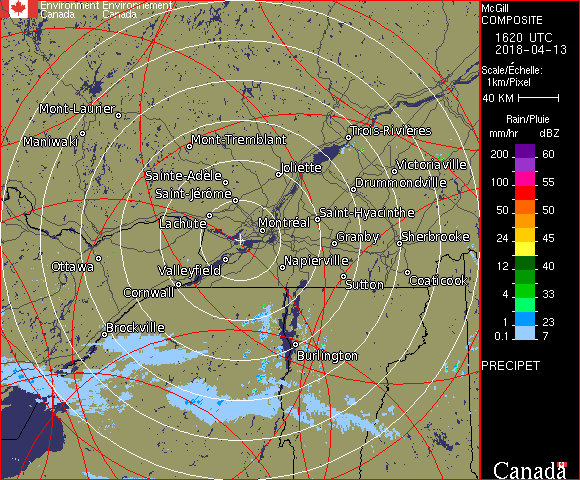 Environment Environnement
Canada Canada
McGill
COMPOSITE
1620 UTC
2018-04-13
Scale/Échelle:
1km/Pixel
40 KM
Rain/Pluie
mm/hr dBZ
200 60
155
100 55
82 50
50 45
24 40
12 40
4 33
1 23
0.1 7
PRECIPET
Mont-Laurier
Maniwaki
Mont-Tremblant
Trois-Rivières
Sainte-Adèle
Joliette
Victoriaville
Saint-Jérôme
Drummondville
Lachute
Montréal
Saint-Hyacinthe
Granby
Sherbrooke
Ottawa
Valleyfield
Napierville
Cornwall
Sutton
Coaticook
Brockville
Burlington
Canada